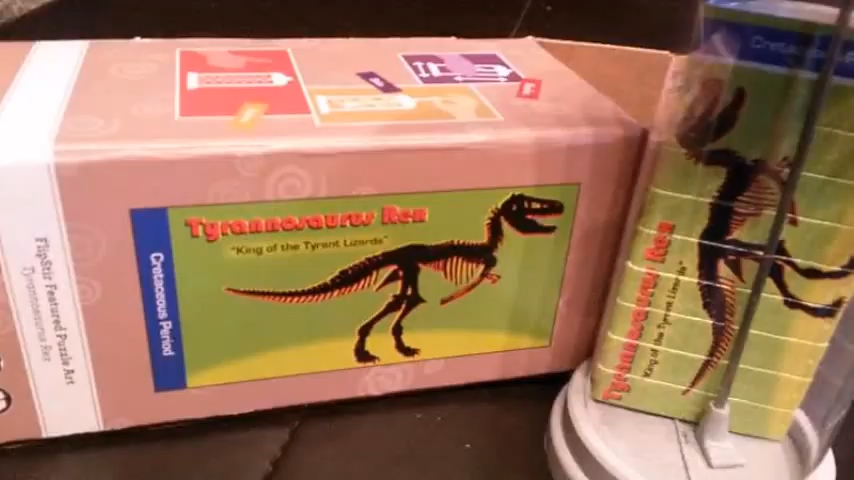 FlipStir Featured Puzzle Art
Tyrannosaurus Rex
Cretaceous Period
Tyrannosaurus Rex
"King of the Tyrant Lizards"
Cretaceous
Tyrannosaurus Rex
"King of the Tyrant Lizards"